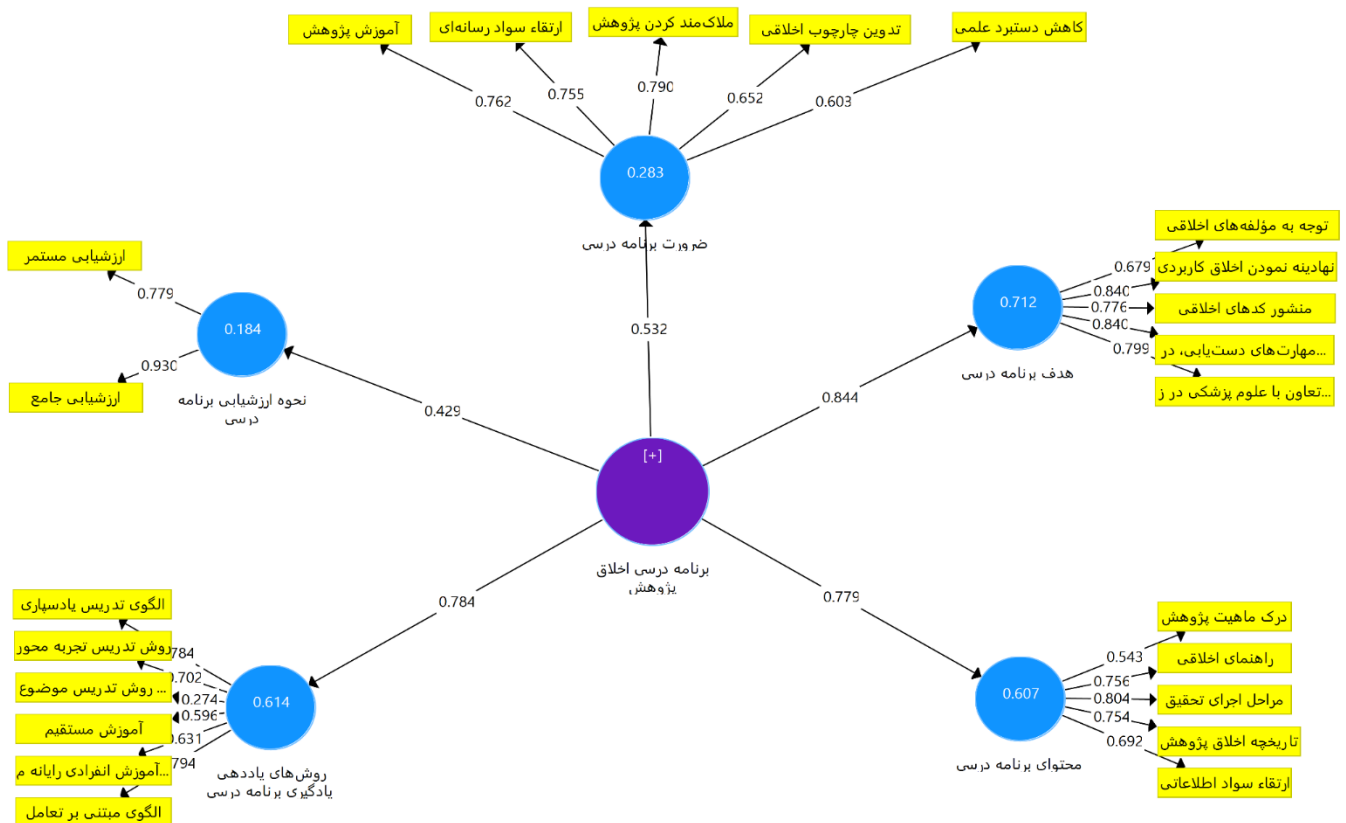 کاهش دستبرد علمی
تدوین چارچوب اخلاقی
ملاک‌مند کردن پژوهش
ارتقاء سواد رسانه‌ای
آموزش پژوهش
0.762
0.755
0.790
0.652
0.603
0.283
ضرورت برنامه درسی
0.532
توجه به مؤلفه‌های اخلاقی
نهادینه نمودن اخلاق کاربردی
منشور کدهای اخلاقی
...مهارت‌های دست‌یابی، در
...تعاون با علوم پزشکی در ز
0.679
0.840
0.776
0.840
0.799
0.712
هدف برنامه درسی
0.844
ارزشیابی مستمر
ارزشیابی جامع
0.779
0.930
0.184
نحوه ارزشیابی برنامه
درسی
0.429
[+]
برنامه درسی اخلاق
پژوهش
0.784
0.779
درک ماهیت پژوهش
راهنمای اخلاقی
مراحل اجرای تحقیق
تاریخچه اخلاق پژوهش
ارتقاء سواد اطلاعاتی
0.543
0.756
0.804
0.754
0.692
0.607
محتوای برنامه درسی
الگوی تدریس یادسپاری
روش تدریس تجربه محور
... روش تدریس موضوع
آموزش مستقیم
...آموزش انفرادی رایانه م
الگوی مبتنی بر تعامل
784
0.702
0.274
0.596
0.631
794
0.614
روش‌های یاددهی
یادگیری برنامه درسی